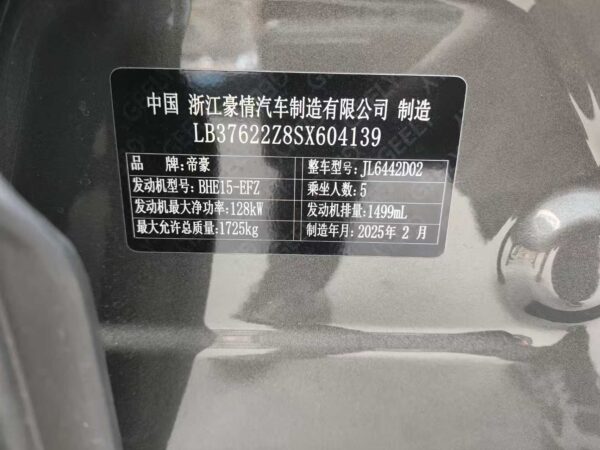 中国 浙江豪情汽车制造有限公司 制造
LB37622Z8SX604139
品 牌:帝豪 整车型号:JL6442D02
发动机型号:BHE15-EFZ 乘坐人数:5
发动机最大净功率:128kW 发动机排量:1499mL
最大允许总质量:1725kg 制造年月:2025年 2 月